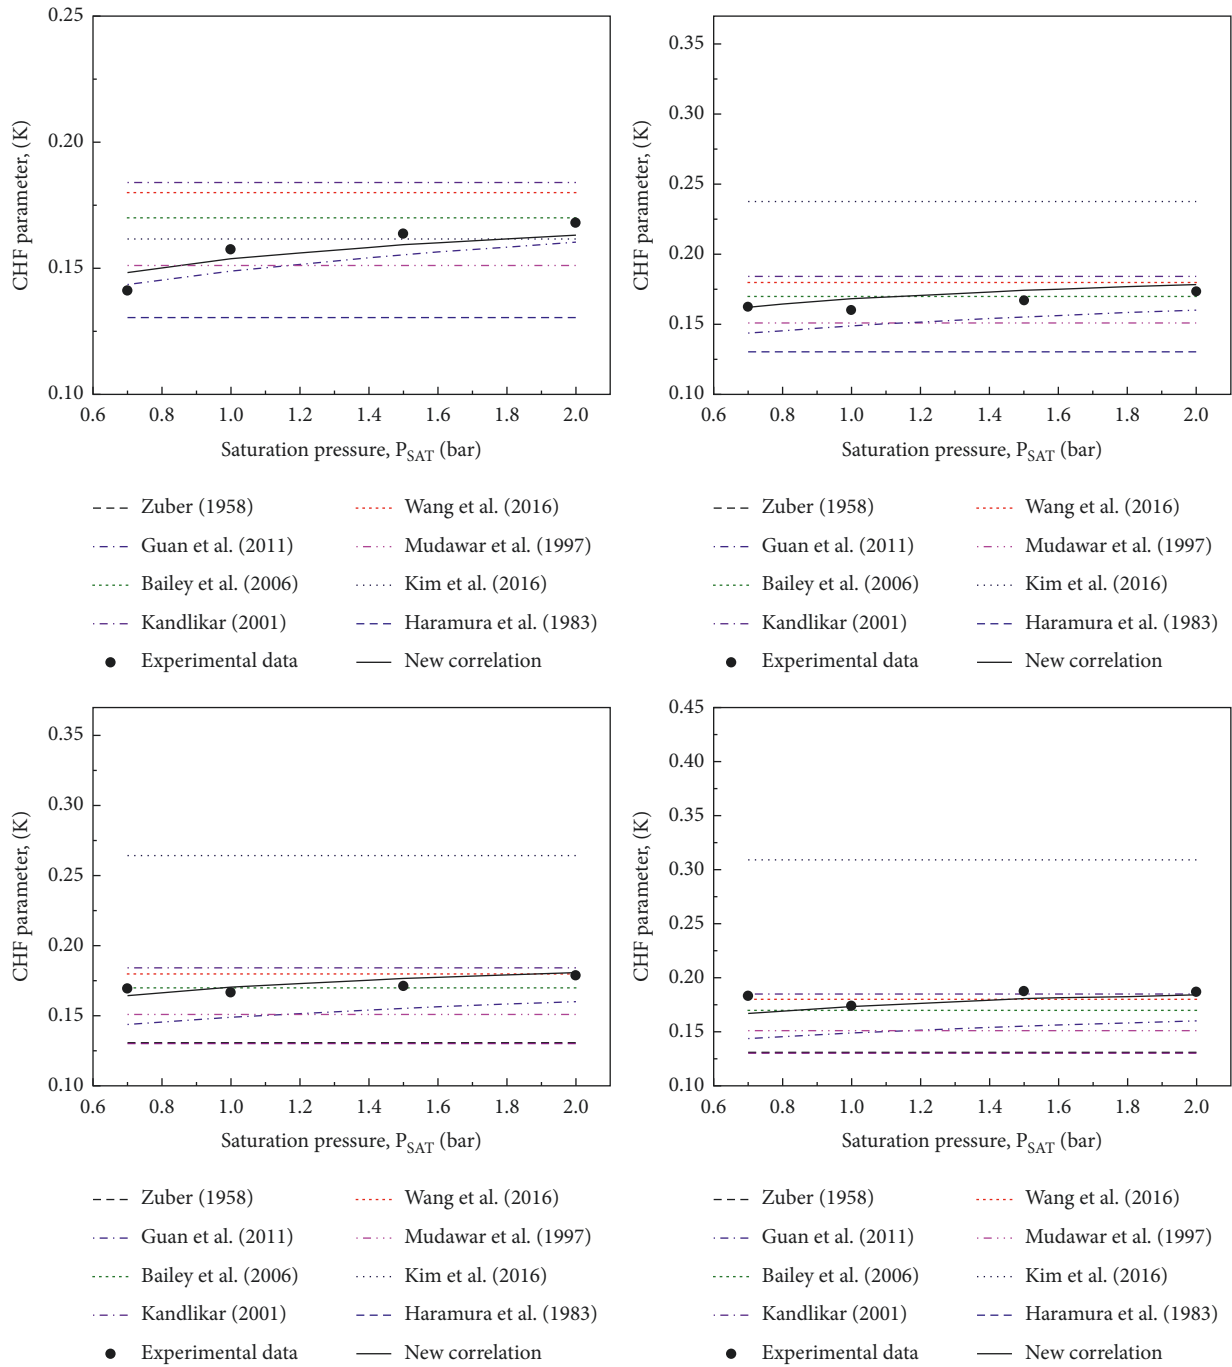 0.25
0.20
0.15
0.10
CHF parameter, (K)
0.6 0.8 1.0 1.2 1.4 1.6 1.8 2.0
Saturation pressure, P_SAT (bar)
Zuber (1958) Wang et al. (2016)
Guan et al. (2011) Mudawar et al. (1997)
Bailey et al. (2006) Kim et al. (2016)
Kandlikar (2001) Haramura et al. (1983)
Experimental data New correlation
0.35
0.30
0.25
0.20
0.15
0.10
CHF parameter, (K)
0.6 0.8 1.0 1.2 1.4 1.6 1.8 2.0
Saturation pressure, P_SAT (bar)
Zuber (1958) Wang et al. (2016)
Guan et al. (2011) Mudawar et al. (1997)
Bailey et al. (2006) Kim et al. (2016)
Kandlikar (2001) Haramura et al. (1983)
Experimental data New correlation
0.35
0.30
0.25
0.20
0.15
0.10
CHF parameter, (K)
0.6 0.8 1.0 1.2 1.4 1.6 1.8 2.0
Saturation pressure, P_SAT (bar)
Zuber (1958) Wang et al. (2016)
Guan et al. (2011) Mudawar et al. (1997)
Bailey et al. (2006) Kim et al. (2016)
Kandlikar (2001) Haramura et al. (1983)
Experimental data New correlation
0.45
0.40
0.35
0.30
0.25
0.20
0.15
0.10
CHF parameter, (K)
0.6 0.8 1.0 1.2 1.4 1.6 1.8 2.0
Saturation pressure, P_SAT (bar)
Zuber (1958) Wang et al. (2016)
Guan et al. (2011) Mudawar et al. (1997)
Bailey et al. (2006) Kim et al. (2016)
Kandlikar (2001) Haramura et al. (1983)
Experimental data New correlation